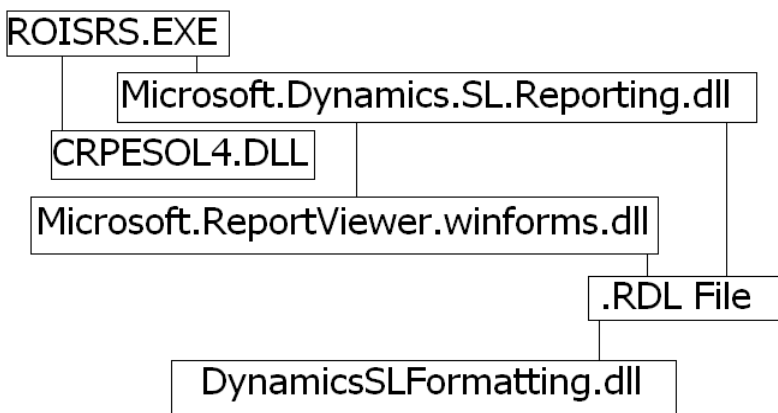 ROISRS.EXE
Microsoft.Dynamics.SL.Reporting.dll
CRPESOL4.DLL
Microsoft.ReportViewer.winforms.dll
.RDL File
DynamicsSLFormatting.dll